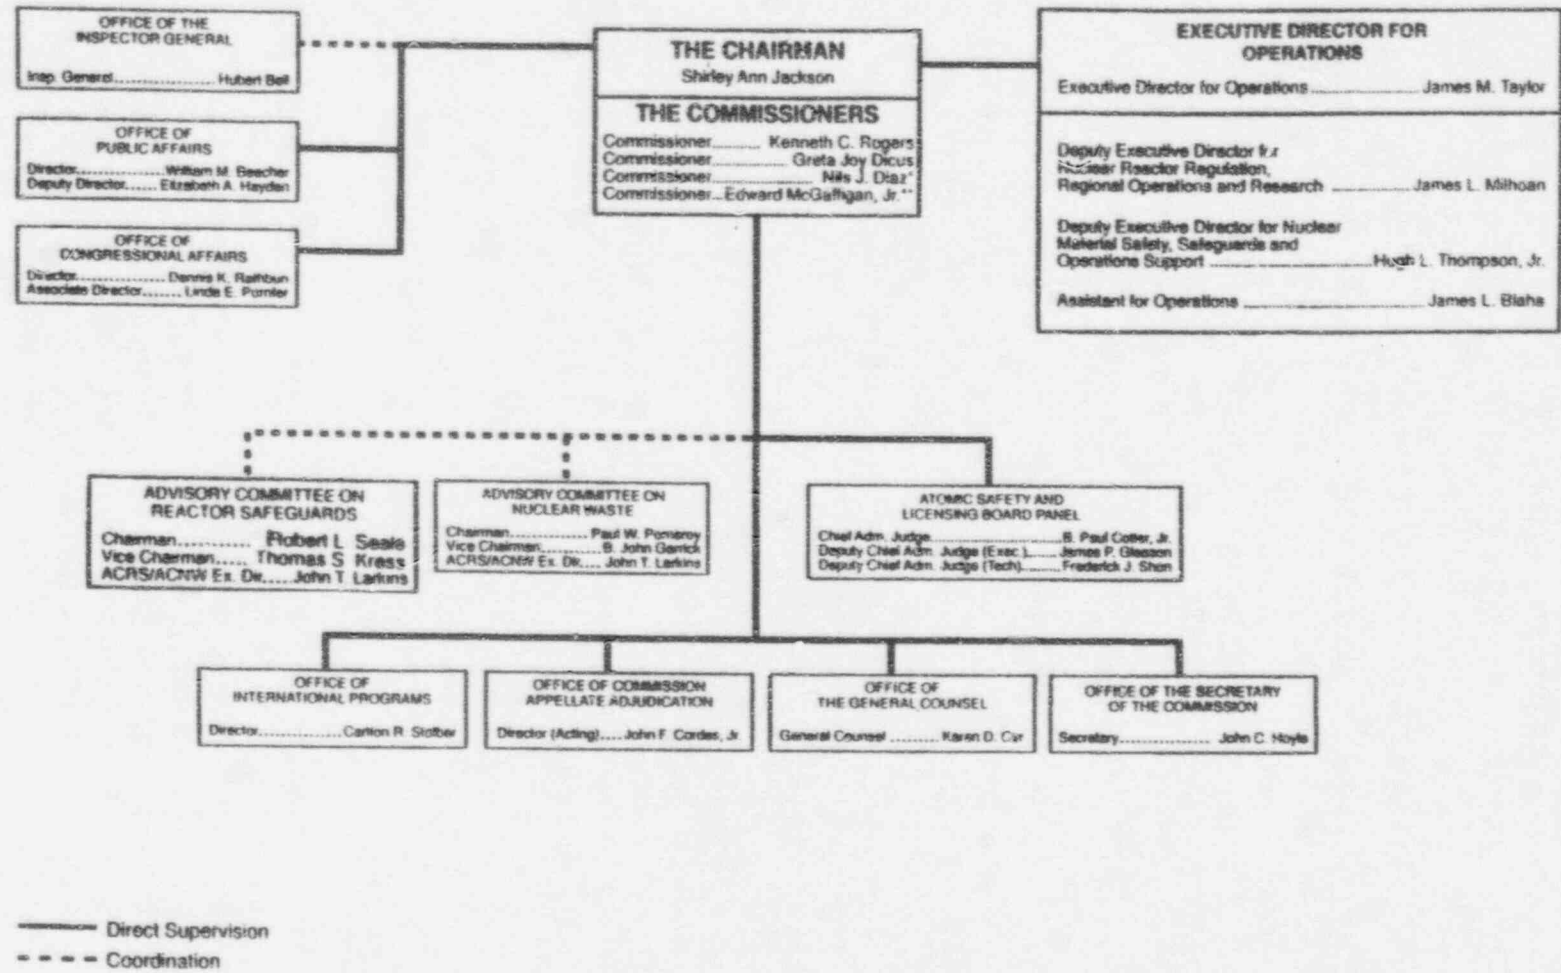 OFFICE OF THE
INSPECTOR GENERAL
Insp. General................ Hubert Bell
OFFICE OF
PUBLIC AFFAIRS
Director.................. William M. Beecher
Deputy Director...... Elizabeth A. Hayden
OFFICE OF
CONGRESSIONAL AFFAIRS
Director.................. Dennis K. Rathbun
Associate Director....... Linda E.
THE CHAIRMAN
Shirley Ann Jackson
THE COMMISSIONERS
Commissioner.......... Kenneth C. Rogers
Commissioner............... Greta Joy Dicus
Commissioner.................... Nils J. Diaz*
Commissioner...Edward McGaffigan, Jr.**
EXECUTIVE DIRECTOR FOR
OPERATIONS
Executive Director for Operations ........................ James M. Taylor
Deputy Executive Director for
Nuclear Reactor Regulation,
Regional Operations and Research .................. James L. Milhoan
Deputy Executive Director for Nuclear
Material Safety, Safeguards and
Operations Support ..................................Hugh L. Thompson, Jr.
Assistant for Operations ...................................... James L. Blaha
ADVISORY COMMITTEE ON
REACTOR SAFEGUARDS
Chairman........... Robert L. Seale
Vice Chairman..... Thomas S Kress
ACRS/ACNW Ex. Dir..... John T. Larkins
ADVISORY COMMITTEE ON
NUCLEAR WASTE
Chairman................ Paul W. Pomeroy
Vice Chairman............. B. John Garrick
ACRS/ACNW Ex. Dir..... John T. Larkins
ATOMIC SAFETY AND
LICENSING BOARD PANEL
Chief Adm. Judge........................... B. Paul Cotter, Jr.
Deputy Chief Adm. Judge (Exec.)....... James P. Gleason
Deputy Chief Adm. Judge (Tech)......... Frederick J. Shon
OFFICE OF
INTERNATIONAL PROGRAMS
Director...................Carlton R. Stoiber
OFFICE OF COMMISSION
APPELLATE ADJUDICATION
Director (Acting)..... John F. Cordes, Jr
OFFICE OF
THE GENERAL COUNSEL
General Counsel .......... Karen D.
OFFICE OF THE SECRETARY
OF THE COMMISSION
Secretary.................. John C. Hoyle
Direct Supervision
Coordination